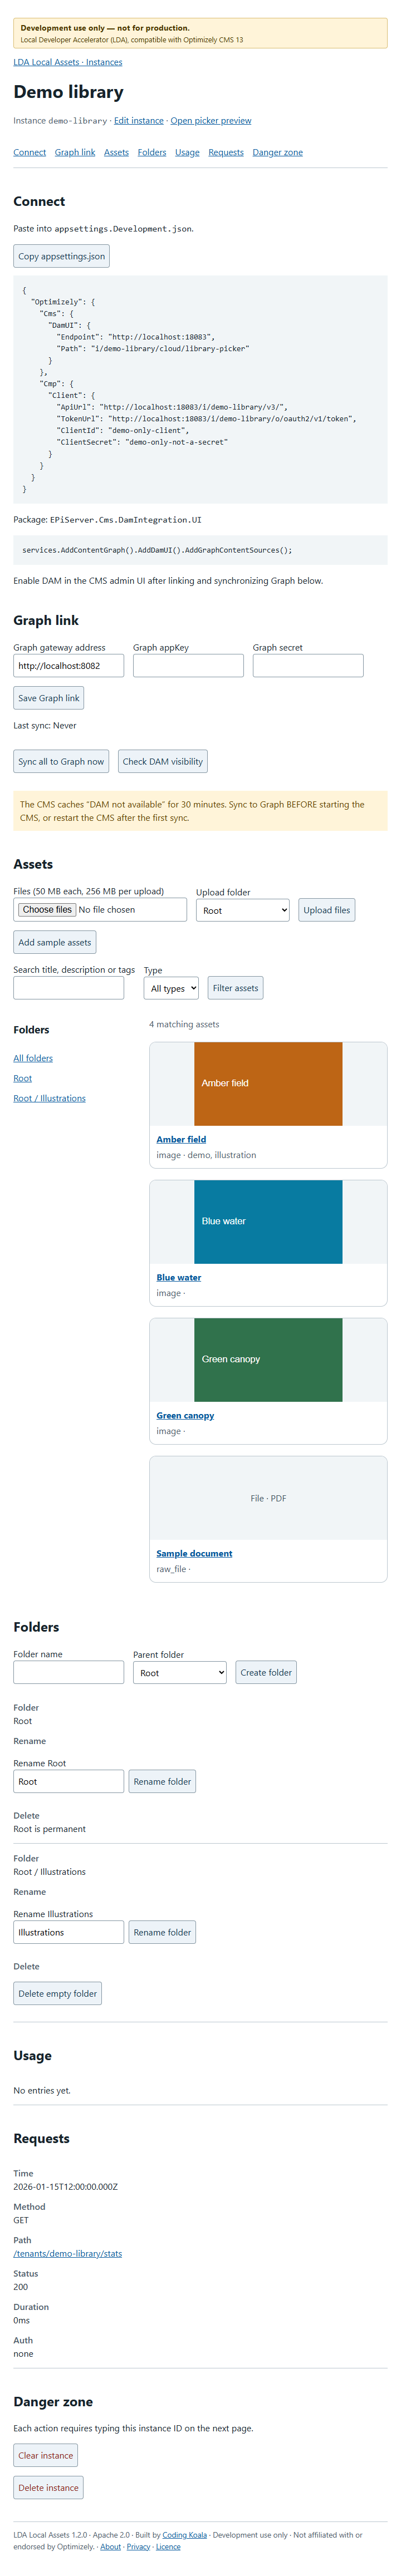 Development use only — not for production.
Local Developer Accelerator (LDA), compatible with Optimizely CMS 13
LDA Local Assets · Instances
Demo library
Instance demo-library · Edit instance · Open picker preview
Connect Graph link Assets Folders Usage Requests Danger zone
Connect
Paste into appsettings.Development.json.
Copy appsettings.json
{
"Optimizely": {
"Cms": {
"DamUI": {
"Endpoint": "http://localhost:18083",
"Path": "i/demo-library/cloud/library-picker"
}
},
"Cmp": {
"Client": {
"ApiUrl": "http://localhost:18083/i/demo-library/v3/",
"TokenUrl": "http://localhost:18083/i/demo-library/o/oauth2/v1/token",
"ClientId": "demo-only-client",
"ClientSecret": "demo-only-not-a-secret"
}
}
}
}
Package: EPiServer.Cms.DamIntegration.UI
services.AddContentGraph().AddDamUI().AddGraphContentSources();
Enable DAM in the CMS admin UI after linking and synchronizing Graph below.
Graph link
Graph gateway address Graph appKey Graph secret
http://localhost:8082
Save Graph link
Last sync: Never
Sync all to Graph now Check DAM visibility
The CMS caches “DAM not available” for 30 minutes. Sync to Graph BEFORE starting the
CMS, or restart the CMS after the first sync.
Assets
Files (50 MB each, 256 MB per upload) Upload folder
Choose files No file chosen Root Upload files
Add sample assets
Search title, description or tags Type
All types Filter assets
Folders
4 matching assets
All folders
Root
Root / Illustrations
Amber field
Amber field
image · demo, illustration
Blue water
Blue water
image ·
Green canopy
Green canopy
image ·
File · PDF
Sample document
raw_file ·
Folders
Folder name Parent folder
Root Create folder
Folder
Root
Rename
Rename Root
Root Rename folder
Delete
Root is permanent
Folder
Root / Illustrations
Rename
Rename Illustrations
Illustrations Rename folder
Delete
Delete empty folder
Usage
No entries yet.
Requests
Time
2026-01-15T12:00:00.000Z
Method
GET
Path
/tenants/demo-library/stats
Status
200
Duration
0ms
Auth
none
Danger zone
Each action requires typing this instance ID on the next page.
Clear instance
Delete instance
LDA Local Assets 1.2.0 · Apache 2.0 · Built by Coding Koala · Development use only · Not affiliated with or
endorsed by Optimizely. · About · Privacy · Licence